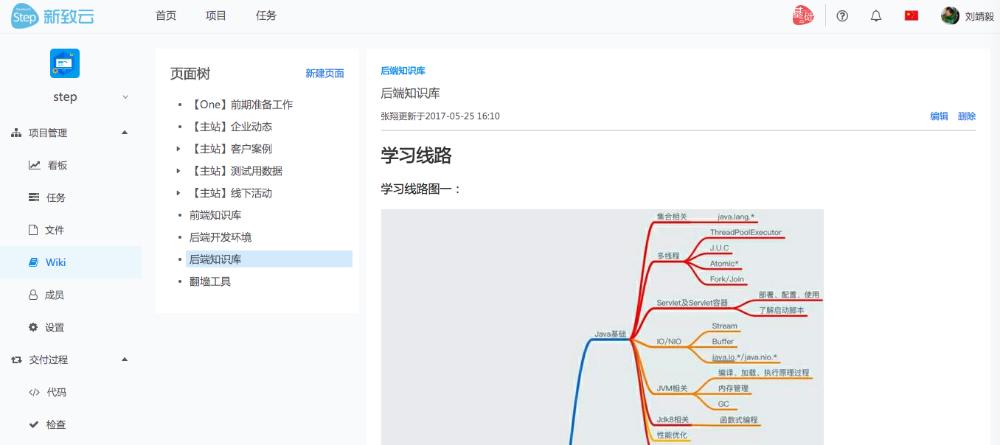 Step 新致云
首页 项目 任务
基础云
刘靖毅
step
项目管理
看板
任务
文件
Wiki
成员
设置
交付过程
代码
检查
页面树 新建页面
【One】前期准备工作
【主站】企业动态
【主站】客户案例
【主站】测试用数据
【主站】线下活动
前端知识库
后端开发环境
后端知识库
翻墙工具
后端知识库
后端知识库
张翔更新于2017-05-25 16:10 编辑 删除
学习线路
学习线路图一：
集合相关 java.lang.*
ThreadPoolExecutor
J.U.C
多线程
Atomic*
Fork/Join
部署、配置、使用
Servlet及Servlet容器
了解启动脚本
Stream
Java基础
IO/NIO Buffer
java.io.*/java.nio.*
编译、加载、执行原理过程
JVM相关 内存管理
GC
Jdk8相关 函数式编程
性能优化